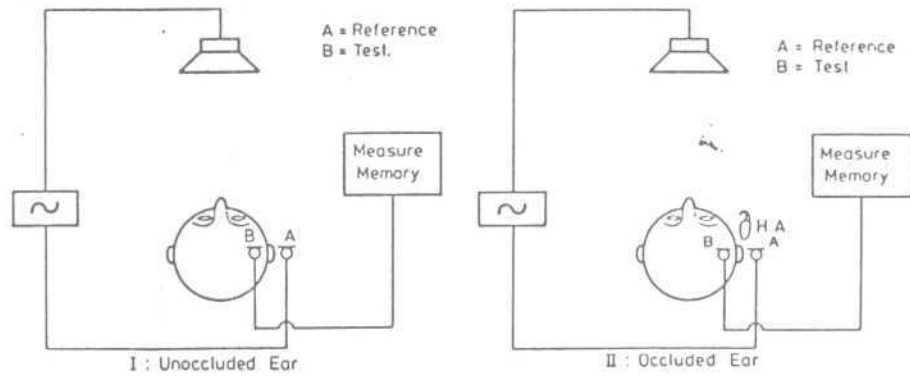 A = Reference
B = Test.
Measure
Memory
~
B A
I : Unoccluded Ear
A = Reference
B = Test
Measure
Memory
~
H A
B A
II : Occluded Ear